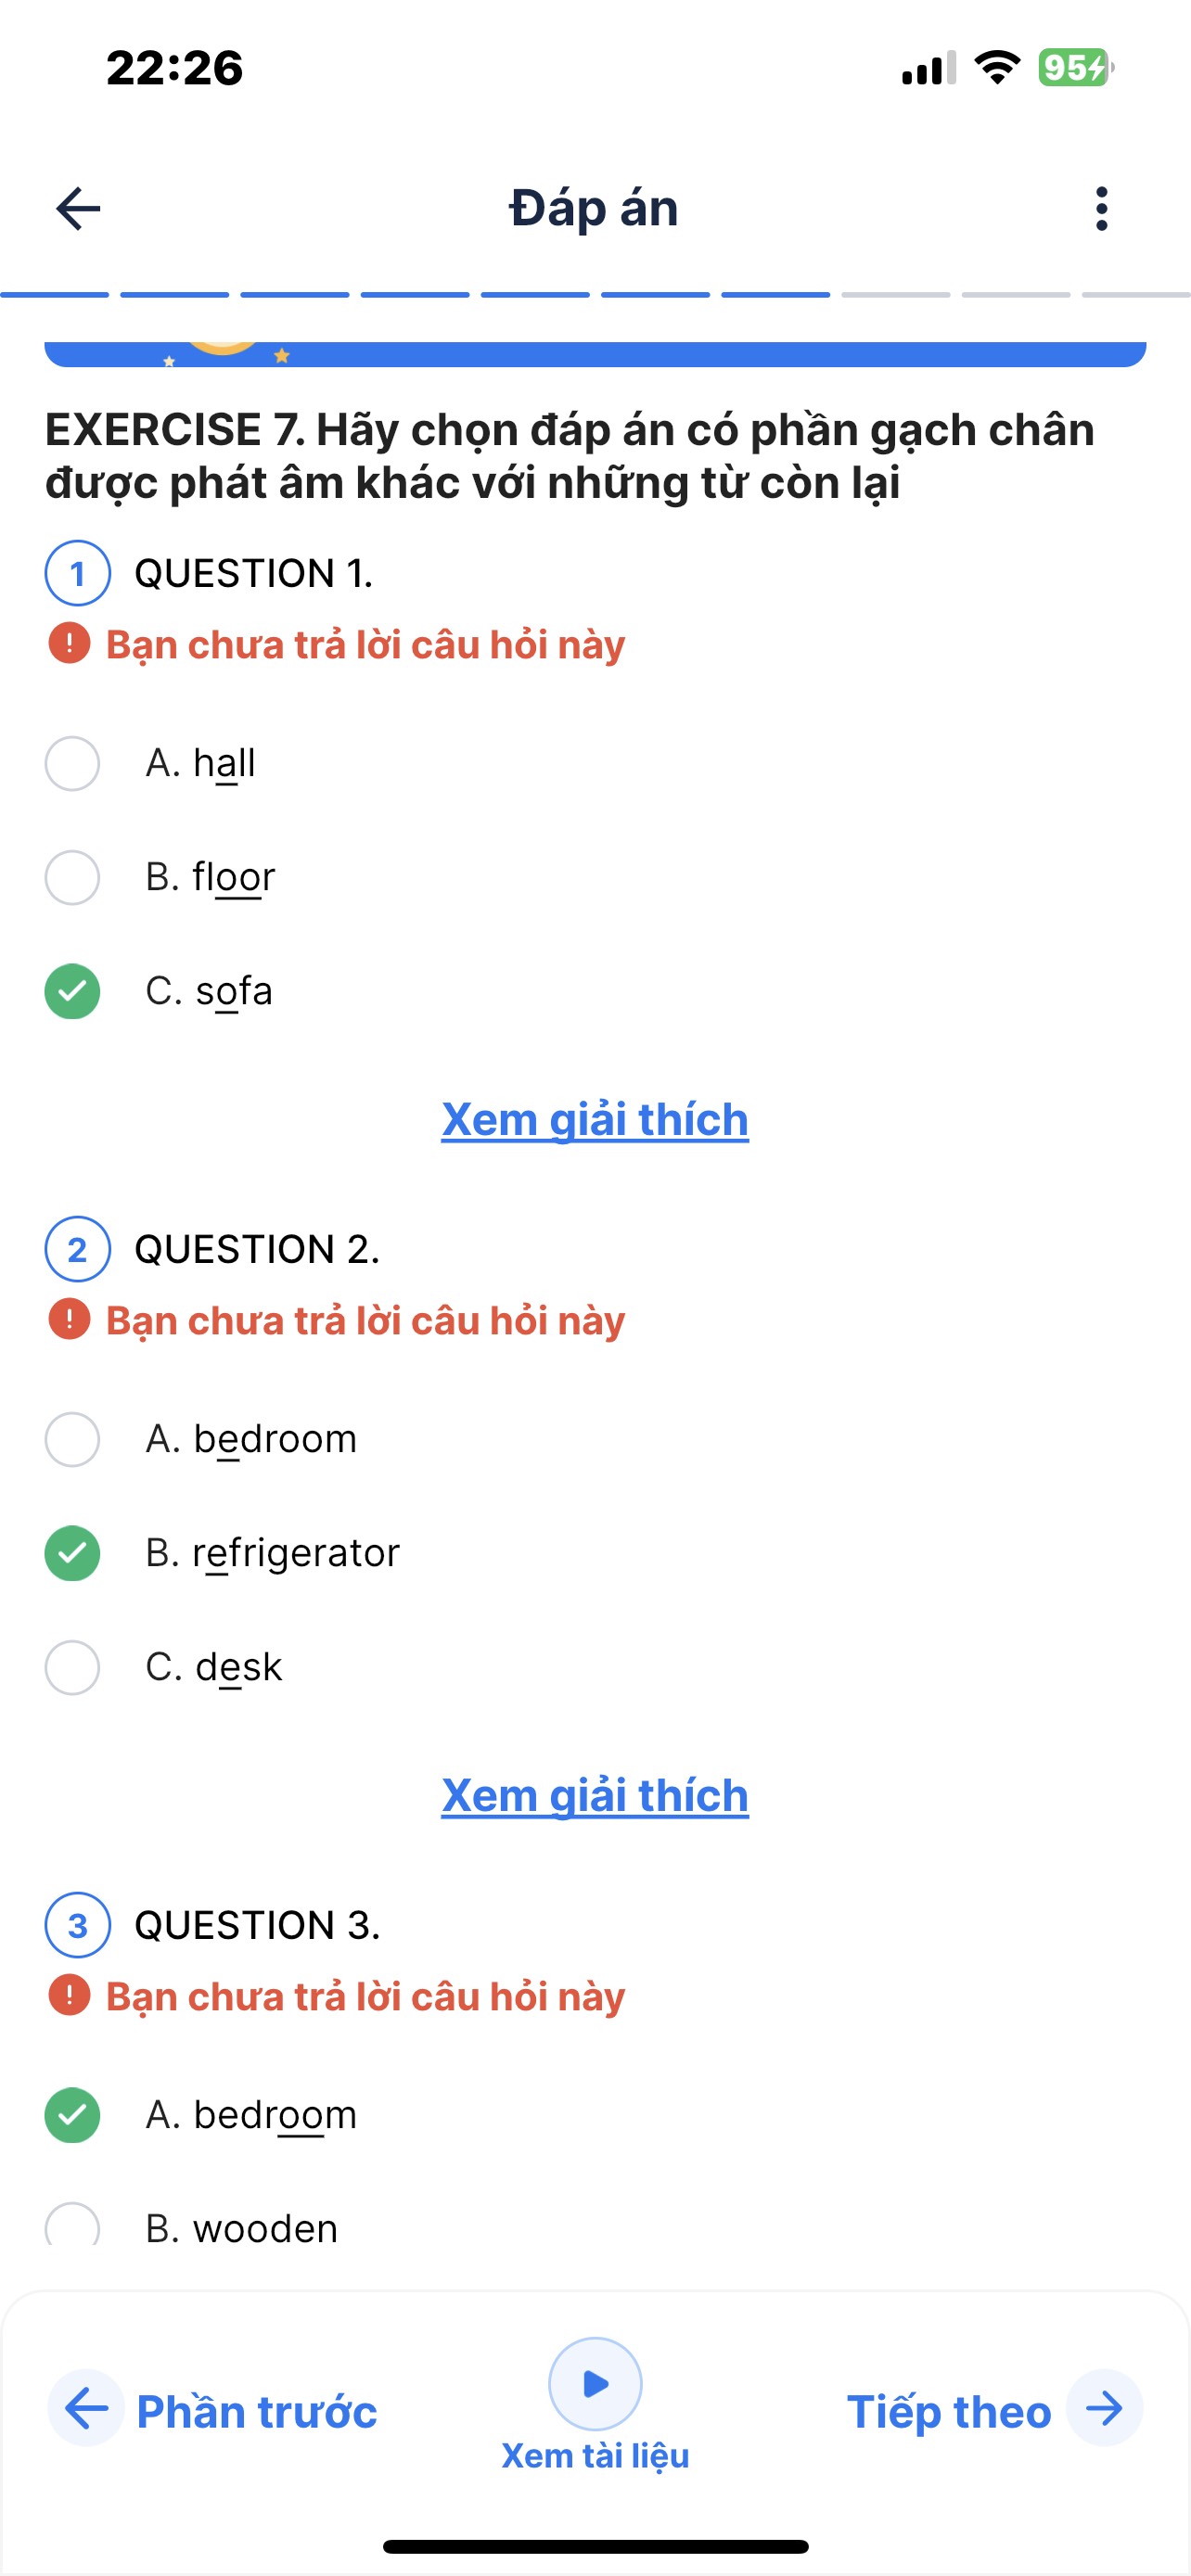 22:26
95
Đáp án
EXERCISE 7. Hãy chọn đáp án có phần gạch chân
được phát âm khác với những từ còn lại
1 QUESTION 1.
! Bạn chưa trả lời câu hỏi này
A. hall
B. floor
C. sofa
Xem giải thích
2 QUESTION 2.
! Bạn chưa trả lời câu hỏi này
A. bedroom
B. refrigerator
C. desk
Xem giải thích
3 QUESTION 3.
! Bạn chưa trả lời câu hỏi này
A. bedroom
B. wooden
Phần trước
Xem tài liệu
Tiếp theo